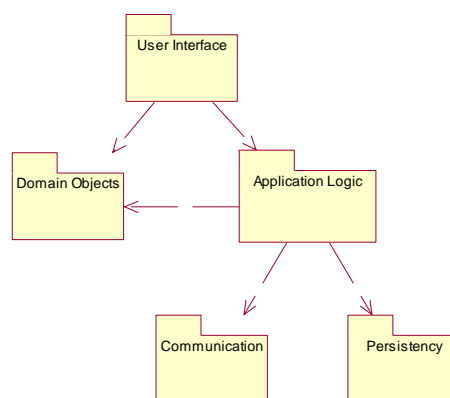 User Interface
Domain Objects
Application Logic
Communication
Persistency